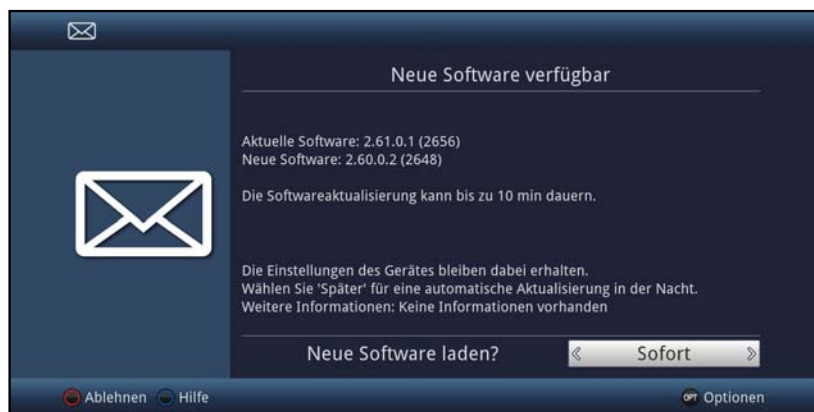 Neue Software verfügbar
Aktuelle Software: 2.61.0.1 (2656)
Neue Software: 2.60.0.2 (2648)
Die Softwareaktualisierung kann bis zu 10 min dauern.
Die Einstellungen des Gerätes bleiben dabei erhalten.
Wählen Sie 'Später' für eine automatische Aktualisierung in der Nacht.
Weitere Informationen: Keine Informationen vorhanden
Neue Software laden? Sofort
Ablehnen Hilfe OPT Optionen